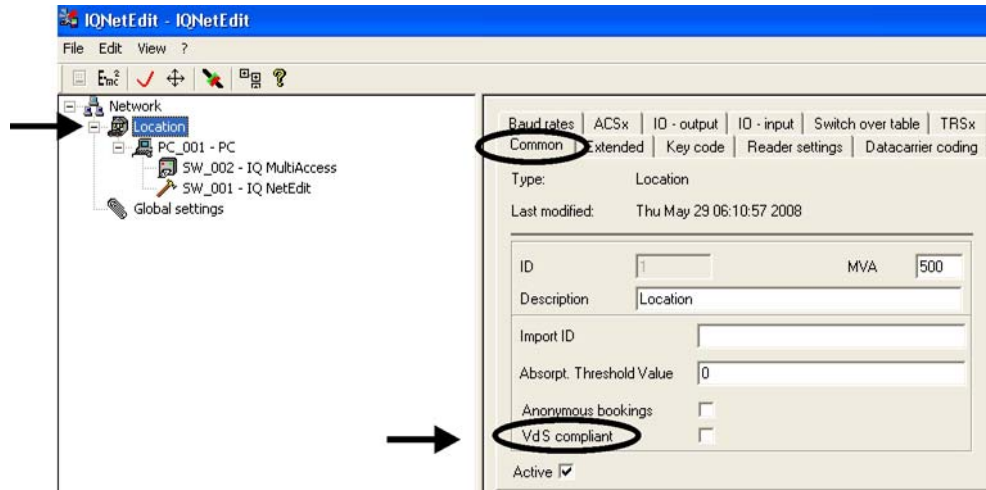 IQNetEdit - IQNetEdit
File Edit View ?
Network
Location
PC_001 - PC
SW_002 - IQ MultiAccess
SW_001 - IQ NetEdit
Global settings
Baud rates ACSx IO - output IO - input Switch over table TRSx
Common Extended Key code Reader settings Datacarrier coding
Type: Location
Last modified: Thu May 29 06:10:57 2008
ID 1 MVA 500
Description Location
Import ID
Absorpt. Threshold Value 0
Anonymous bookings
VdS compliant
Active